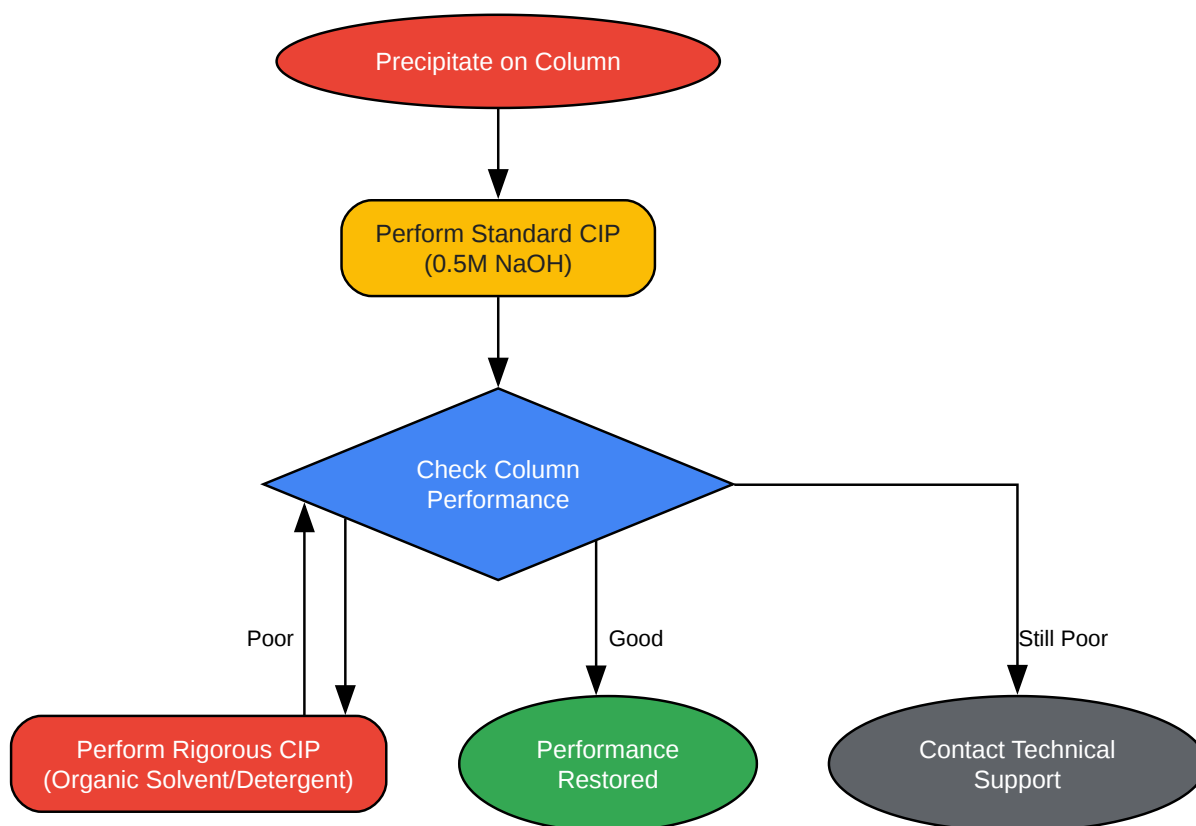 Precipitate on Column
Perform Standard CIP
(0.5M NaOH)
Check Column
Performance
Poor
Good
Still Poor
Perform Rigorous CIP
(Organic Solvent/Detergent)
Performance
Restored
Contact Technical
Support